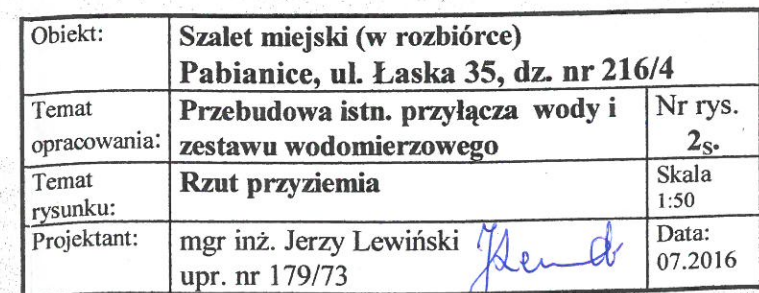 Obiekt: Szalet miejski (w rozbiórce)
Pabianice, ul. Łaska 35, dz. nr 216/4
Temat Przebudowa istn. przyłącza wody i Nr rys.
opracowania: zestawu wodomierzowego 2s.
Temat Rzut przyziemia Skala
rysunku: 1:50
Projektant: mgr inż. Jerzy Lewiński Data:
upr. nr 179/73 07.2016